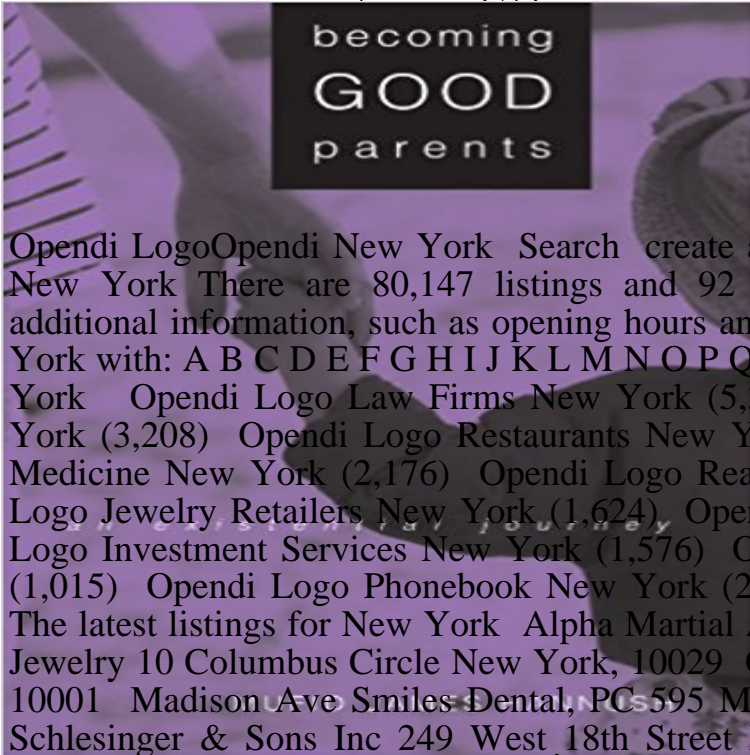 becoming
GOOD
parents
Opendi LogoOpendi New York Search create
New York There are 80,147 listings and 92
additional information, such as opening hours
York with: A B C D E F G H I J K L M N O P Q
York Opendi Logo Law Firms New York (5,
York (3,208) Opendi Logo Restaurants New
Medicine New York (2,176) Opendi Logo
Logo Jewelry Retailers New York (1,624)
an existential journey
Logo Investment Services New York (1,576)
(1,015) Opendi Logo Phonebook New York (2
The latest listings for New York Alpha Martial
Jewelry 10 Columbus Circle New York, 10029
10001 Madison Ave Smiles Dental, PC 595
Schlesinger & Sons Inc 249 West 18th Street